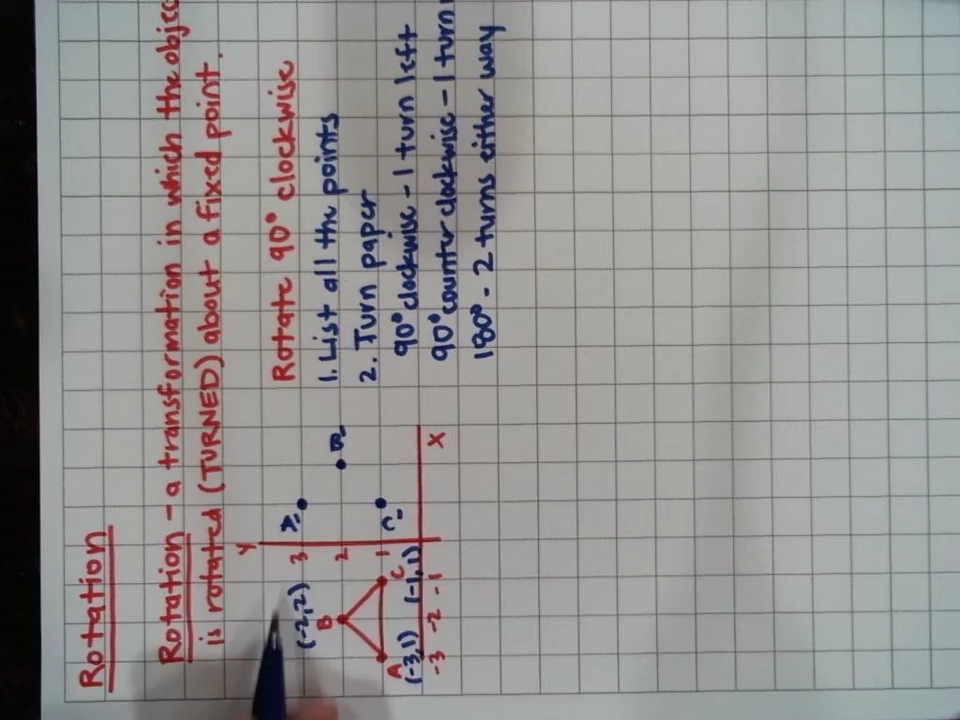 Rotation
Rotation - a transformation in which the objec
is rotated (TURNED) about a fixed point.
Rotate 90° clockwise
1. List all the points
2. Turn paper
90° clockwise - 1 turn left
90° counter clockwise - 1 turn
180° - 2 turns either way
Y
3
2
1
(-2,2)
B
A
C
(-3,1) (-1,1)
-3 -2 -1
X